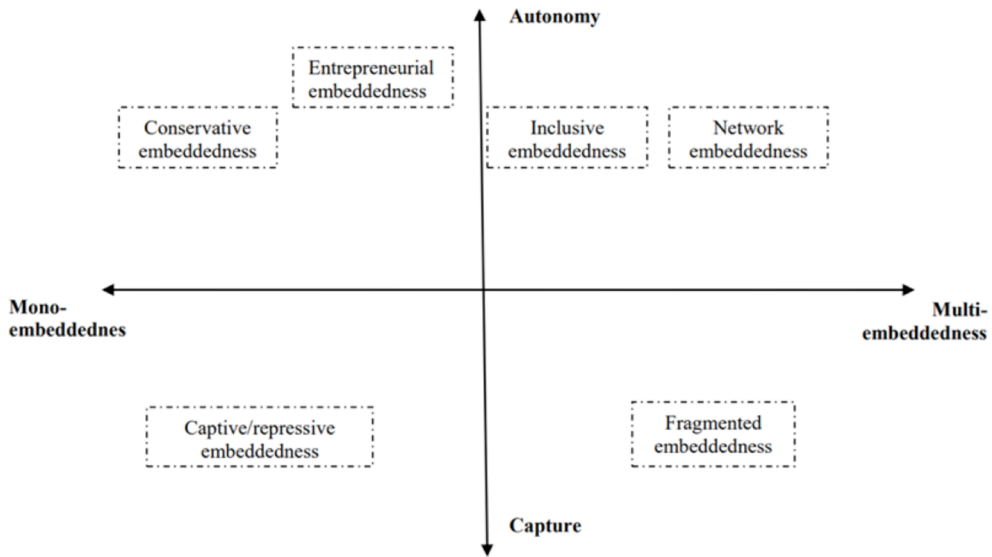 Autonomy
Entrepreneurial
embeddedness
Conservative
embeddedness
Inclusive
embeddedness
Network
embeddedness
Mono-
embeddednes
Multi-
embeddedness
Captive/repressive
embeddedness
Fragmented
embeddedness
Capture